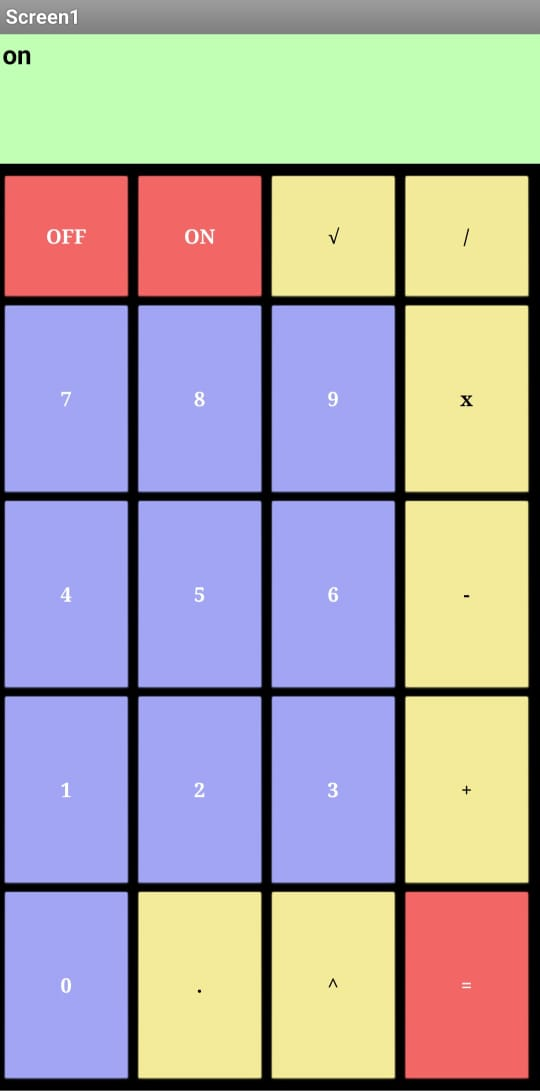 Screen1
on
OFF ON √ /
7 8 9 x
4 5 6 -
1 2 3 +
0 . ^ =